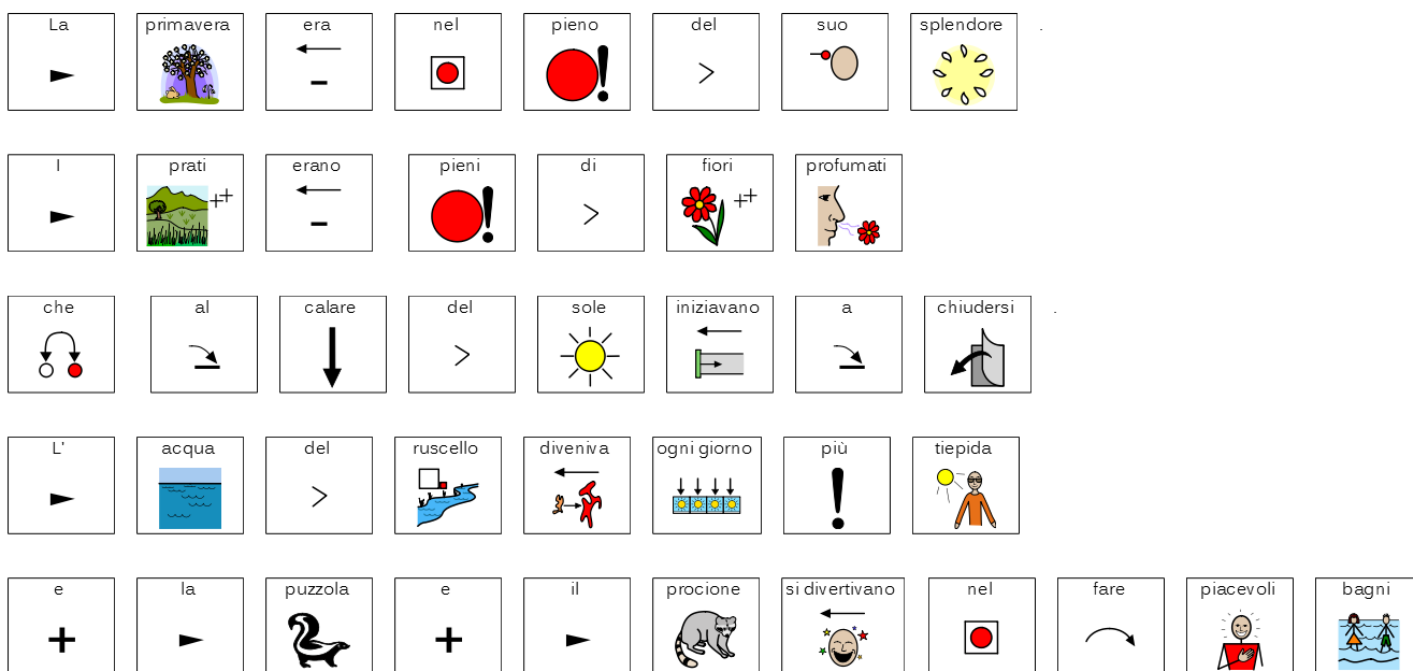 La primavera era nel pieno del suo splendore .
I prati erano pieni di fiori profumati
che al calare del sole iniziavano a chiudersi .
L' acqua del ruscello diveniva ogni giorno più tiepida
e la puzzola e il procione si divertivano nel fare piacevoli bagni